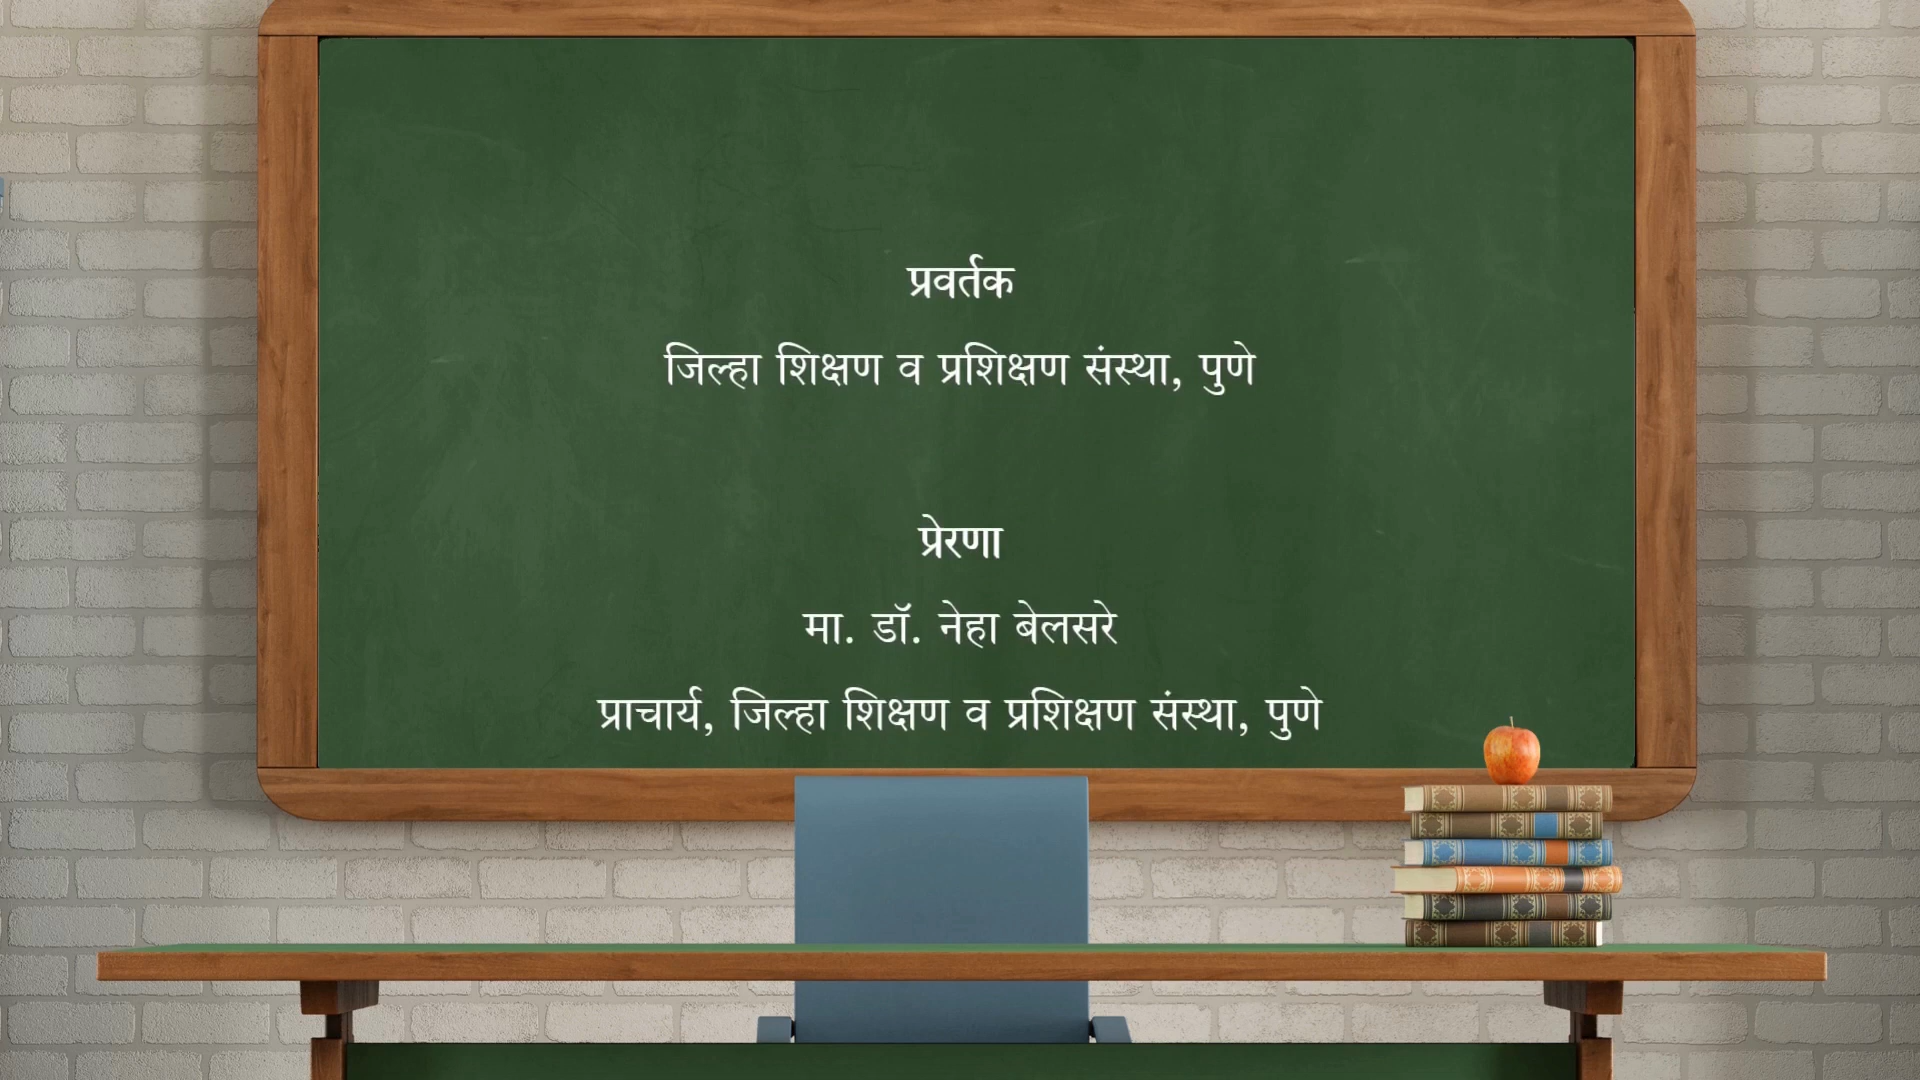 प्रवर्तक
जिल्हा शिक्षण व प्रशिक्षण संस्था, पुणे
प्रेरणा
मा. डॉ. नेहा बेलसरे
प्राचार्य, जिल्हा शिक्षण व प्रशिक्षण संस्था, पुणे